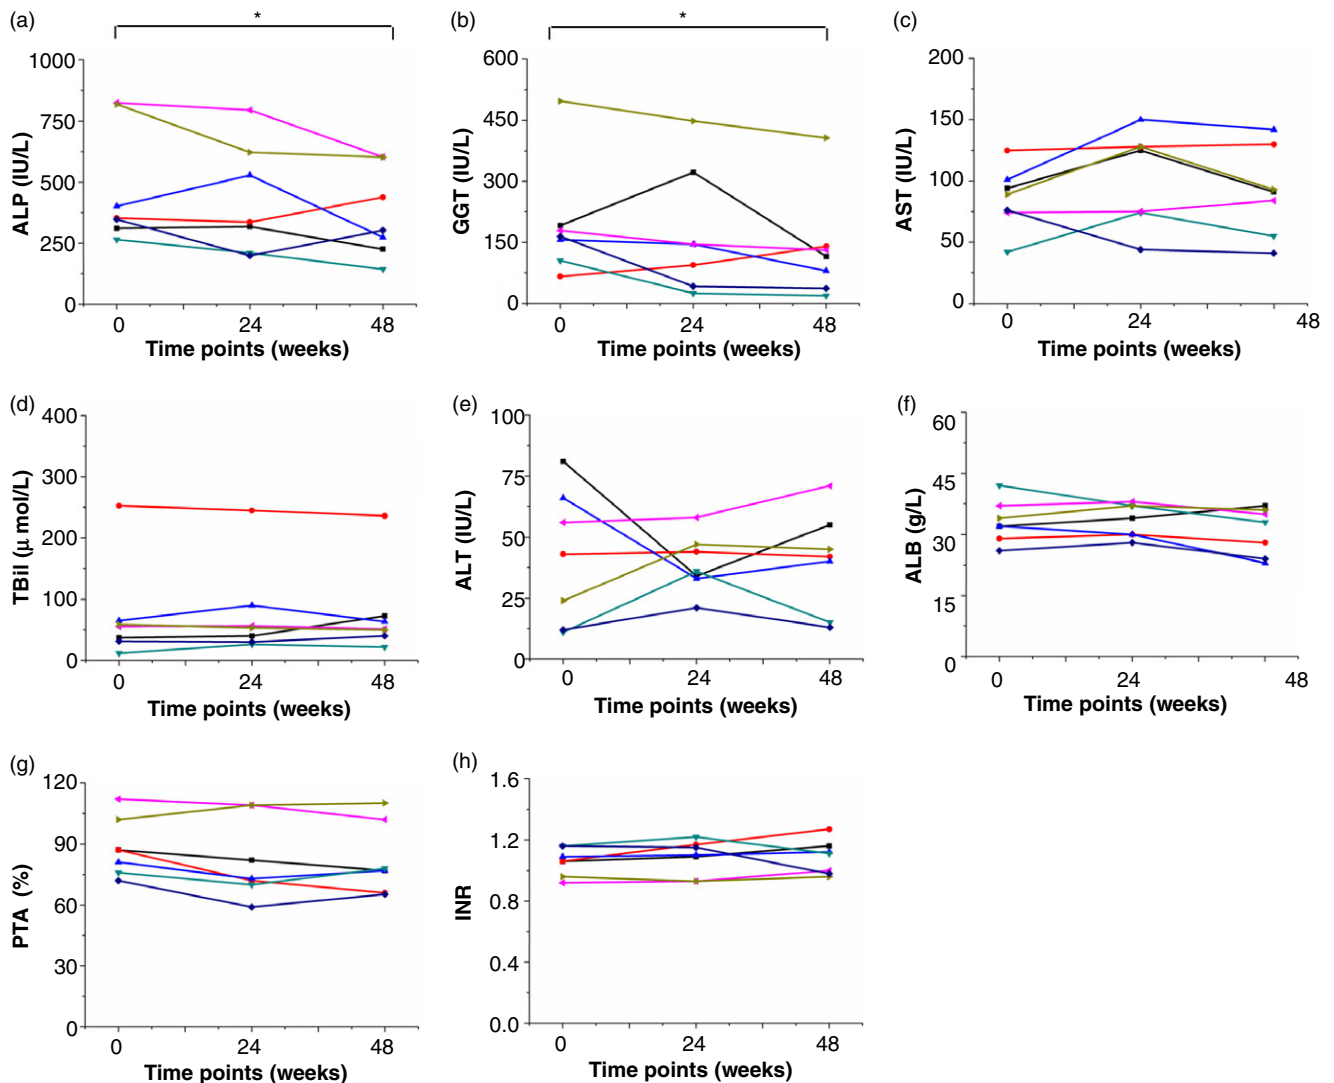 (a)
*
ALP (IU/L)
1000
750
500
250
0
0 24 48
Time points (weeks)
(b)
*
GGT (IU/L)
600
450
300
150
0
0 24 48
Time points (weeks)
(c)
AST (IU/L)
200
150
100
50
0
0 24 48
Time points (weeks)
(d)
TBil (μ mol/L)
400
300
200
100
0
0 24 48
Time points (weeks)
(e)
ALT (IU/L)
100
75
50
25
0
0 24 48
Time points (weeks)
(f)
ALB (g/L)
60
45
30
15
0
0 24 48
Time points (weeks)
(g)
PTA (%)
120
90
60
30
0
0 24 48
Time points (weeks)
(h)
INR
1.6
1.2
0.8
0.4
0.0
0 24 48
Time points (weeks)